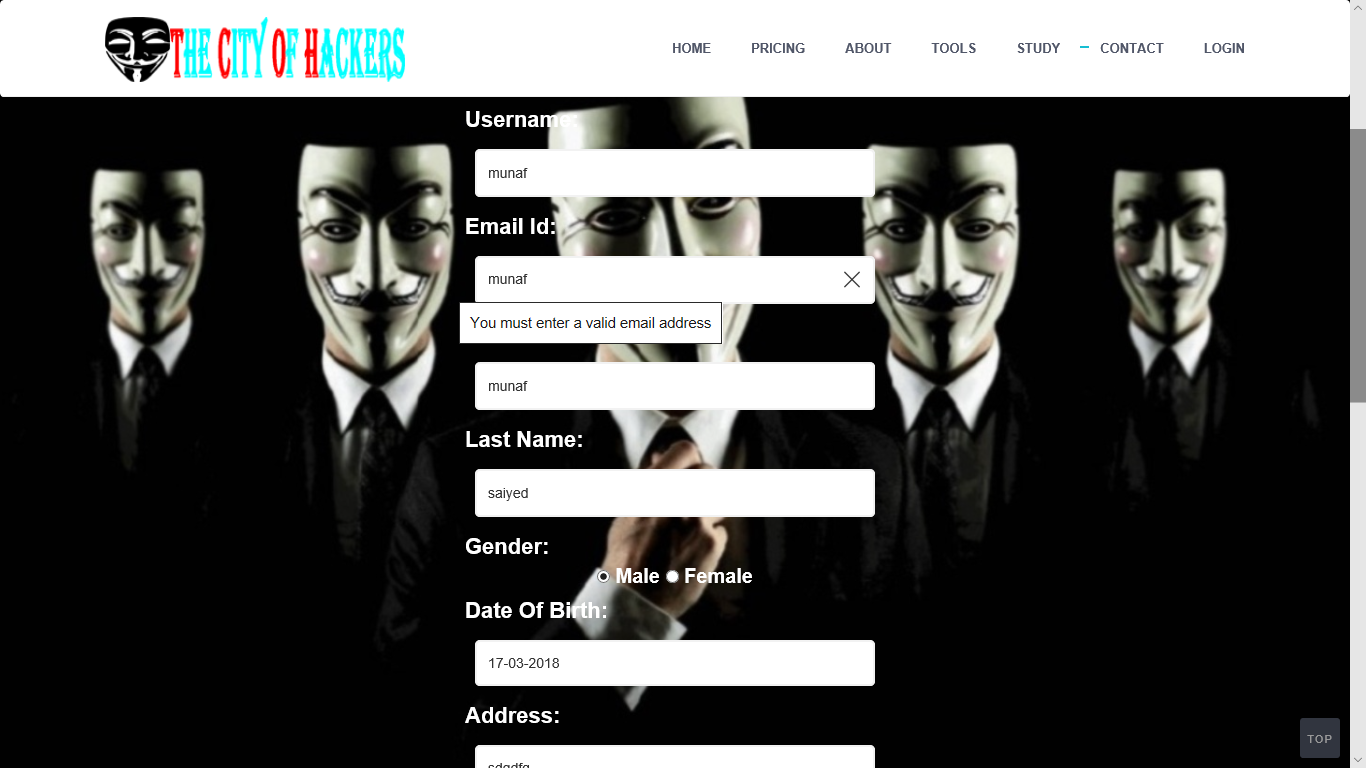 THE CITY OF HACKERS
HOME PRICING ABOUT TOOLS STUDY CONTACT LOGIN
Username:
munaf
Email Id:
munaf
You must enter a valid email address
munaf
Last Name:
saiyed
Gender:
Male Female
Date Of Birth:
17-03-2018
Address:
TOP